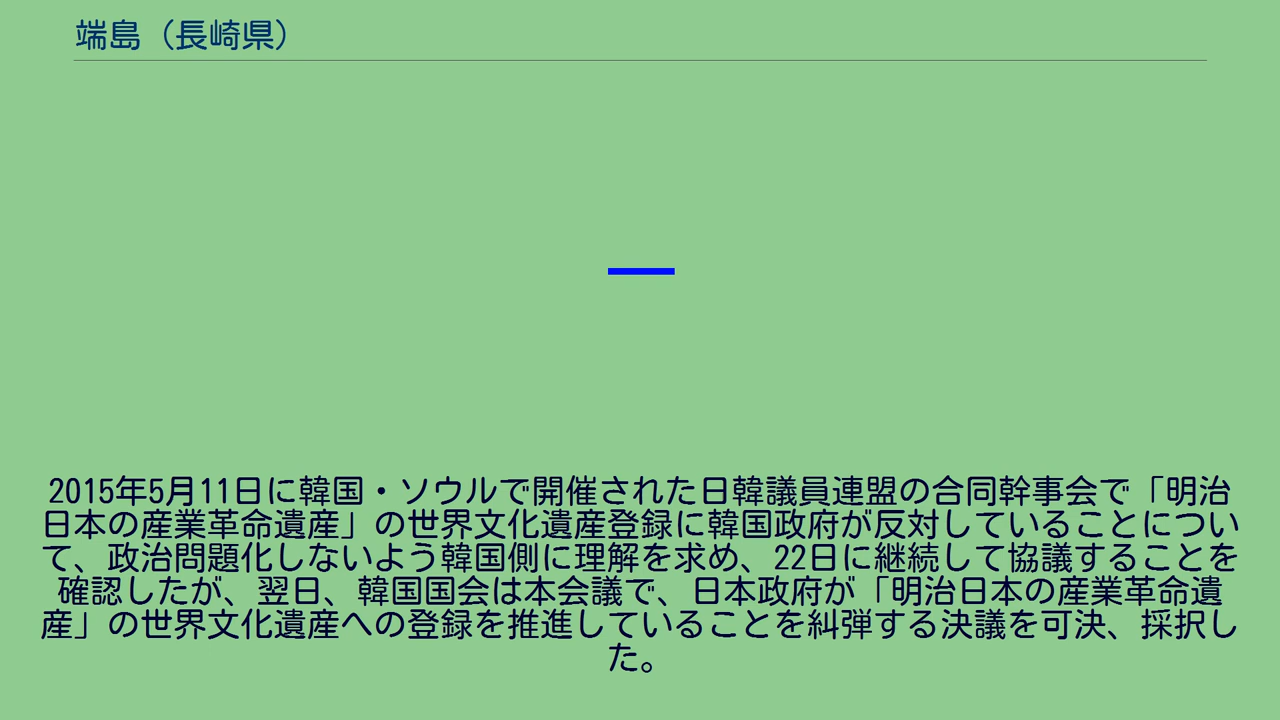 端島（長崎県）
2015年5月11日に韓国・ソウルで開催された日韓議員連盟の合同幹事会で「明治
日本の産業革命遺産」の世界文化遺産登録に韓国政府が反対していることについ
て、政治問題化しないよう韓国側に理解を求め、22日に継続して協議することを
確認したが、翌日、韓国国会は本会議で、日本政府が「明治日本の産業革命遺
産」の世界文化遺産への登録を推進していることを糾弾する決議を可決、採択し
た。